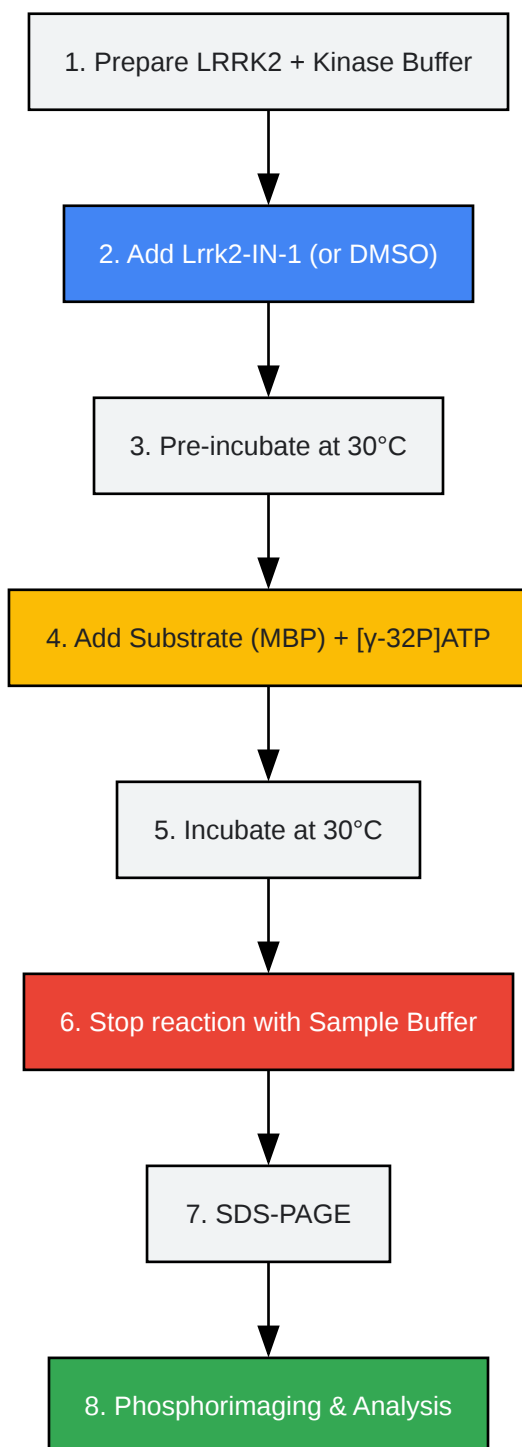 1. Prepare LRRK2 + Kinase Buffer
2. Add Lrrk2-IN-1 (or DMSO)
3. Pre-incubate at 30°C
4. Add Substrate (MBP) + [γ-32P]ATP
5. Incubate at 30°C
6. Stop reaction with Sample Buffer
7. SDS-PAGE
8. Phosphorimaging & Analysis